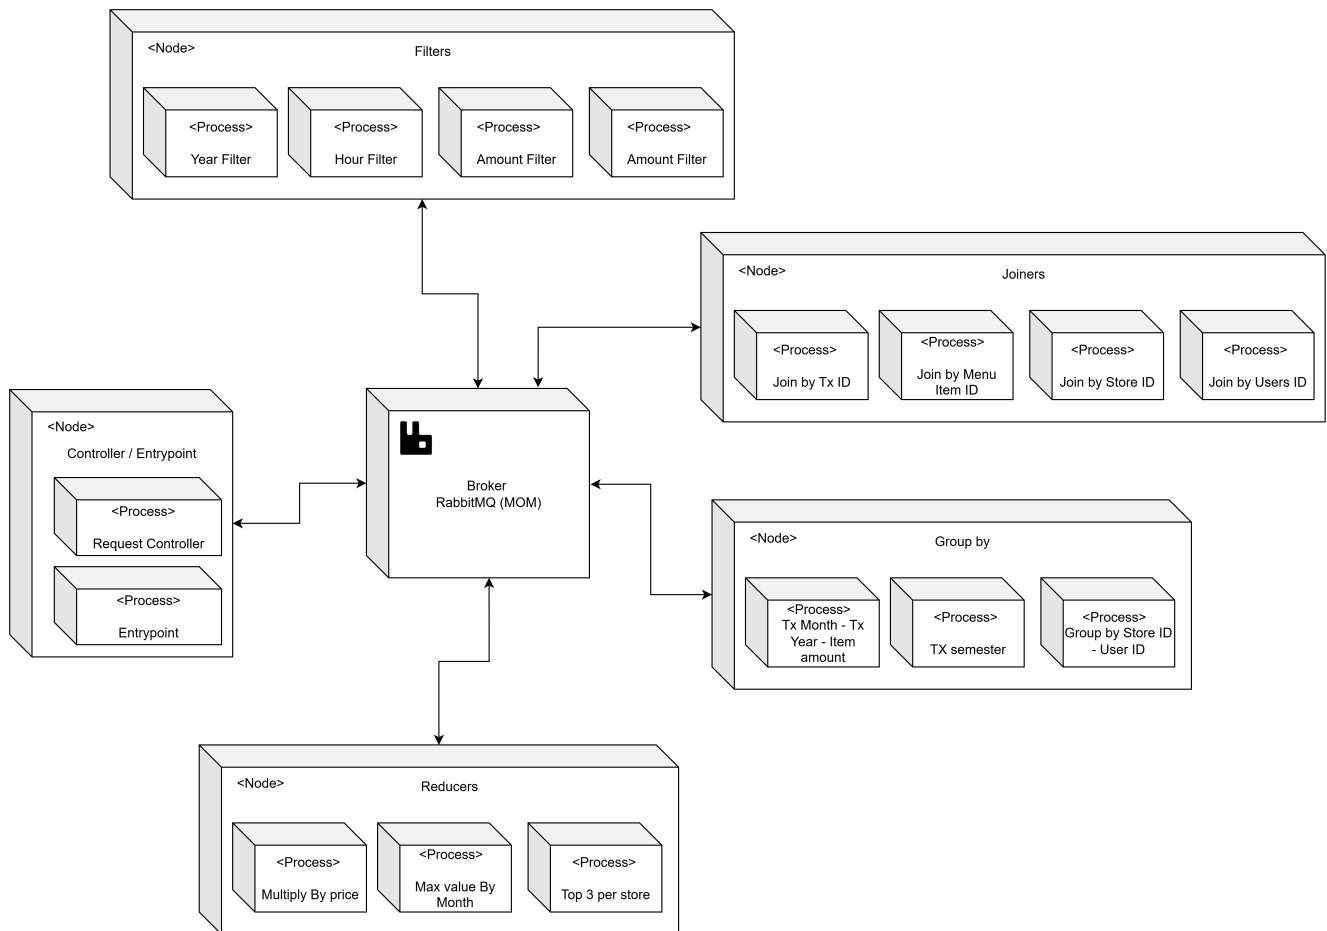 <Node>
Filters
<Process>
Year Filter
<Process>
Hour Filter
<Process>
Amount Filter
<Process>
Amount Filter
<Node>
Joiners
<Process>
Join by Tx ID
<Process>
Join by Menu
Item ID
<Process>
Join by Store ID
<Process>
Join by Users ID
<Node>
Controller / Entrypoint
<Process>
Request Controller
<Process>
Entrypoint
Broker
RabbitMQ (MOM)
<Node>
Group by
<Process>
Tx Month - Tx
Year - Item
amount
<Process>
TX semester
<Process>
Group by Store ID
- User ID
<Node>
Reducers
<Process>
Multiply By price
<Process>
Max value By
Month
<Process>
Top 3 per store